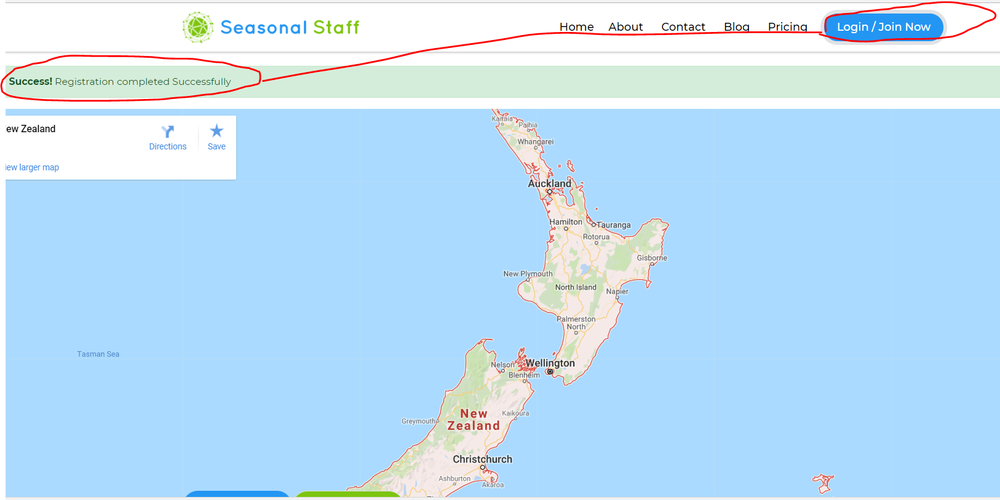 Seasonal Staff
Home About Contact Blog Pricing Login / Join Now
Success! Registration completed Successfully
ew Zealand
Directions
Save
iew larger map
Kaitaia
Paihia
Whangarei
Auckland
Hamilton
Tauranga
Rotorua
Gisborne
New Plymouth
North Island
Napier
Palmerston
North
Tasman Sea
Nelson
Wellington
Blenheim
New
Zealand
Kaikoura
Greymouth
Christchurch
Ashburton
Akaroa